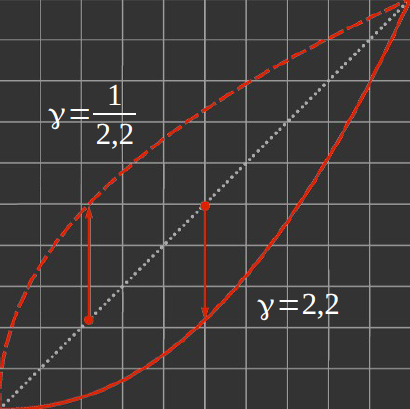 γ = 1/2,2
γ = 2,2